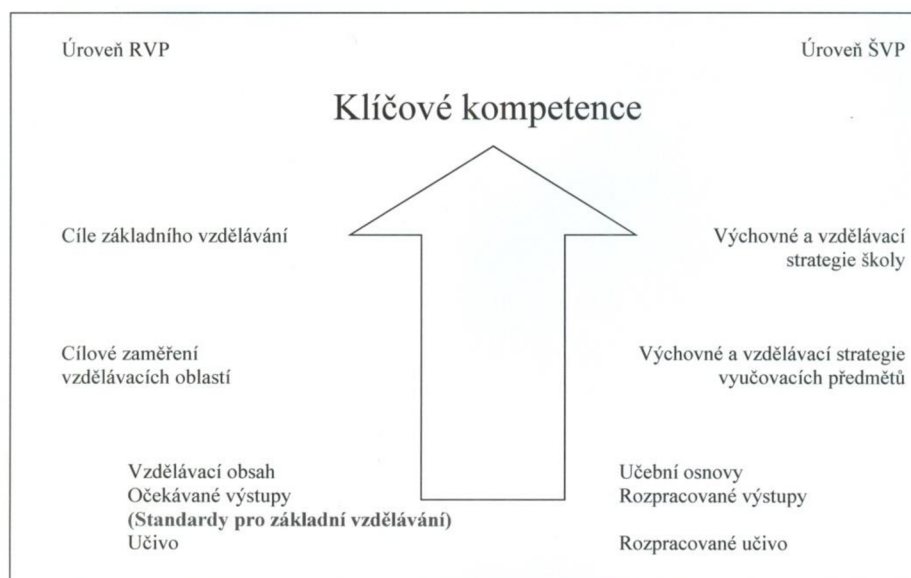 Úroveň RVP
Úroveň ŠVP
Klíčové kompetence
Cíle základního vzdělávání
Výchovné a vzdělávací
strategie školy
Cílové zaměření
vzdělávacích oblastí
Výchovné a vzdělávací strategie
vyučovacích předmětů
Vzdělávací obsah
Očekávané výstupy
(Standardy pro základní vzdělávání)
Učivo
Učební osnovy
Rozpracované výstupy
Rozpracované učivo